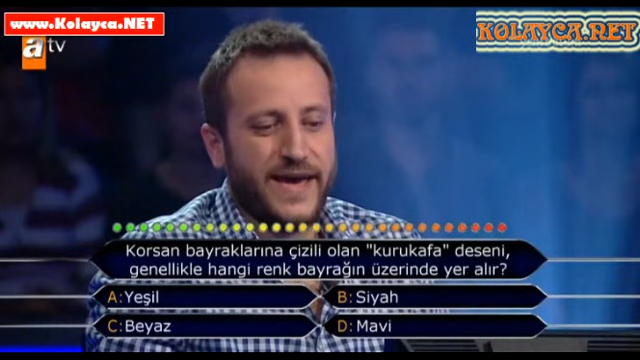 www.Kolayca.NET
KOLAYCA.NET
atv
Korsan bayraklarına çizili olan "kurukafa" deseni,
genellikle hangi renk bayrağın üzerinde yer alır?
A:Yeşil
B:Siyah
C:Beyaz
D:Mavi